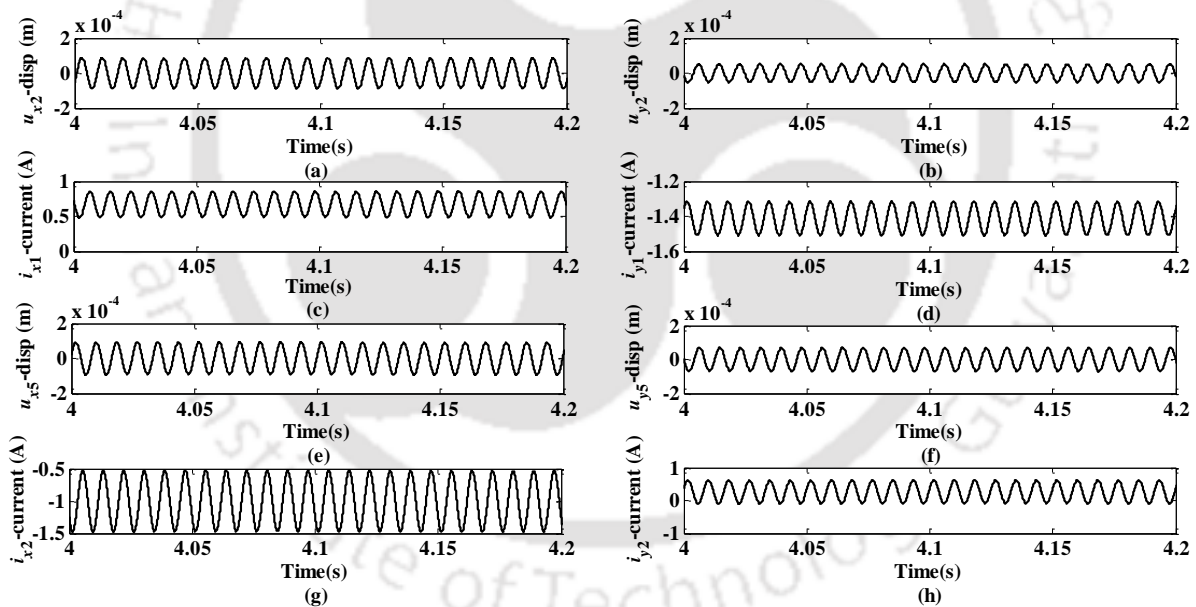 x 10⁻⁴
2
0
-2
u_x2-disp (m)
4 4.05 4.1 4.15 4.2
Time(s)
(a)
x 10⁻⁴
2
0
-2
u_y2-disp (m)
4 4.05 4.1 4.15 4.2
Time(s)
(b)
1
0.5
0
i_x1-current (A)
4 4.05 4.1 4.15 4.2
Time(s)
(c)
-1.2
-1.4
-1.6
i_y1-current (A)
4 4.05 4.1 4.15 4.2
Time(s)
(d)
x 10⁻⁴
2
0
-2
u_x5-disp (m)
4 4.05 4.1 4.15 4.2
Time(s)
(e)
x 10⁻⁴
2
0
-2
u_y5-disp (m)
4 4.05 4.1 4.15 4.2
Time(s)
(f)
-0.5
-1
-1.5
i_x2-current (A)
4 4.05 4.1 4.15 4.2
Time(s)
(g)
1
0
-1
i_y2-current (A)
4 4.05 4.1 4.15 4.2
Time(s)
(h)
of Technology